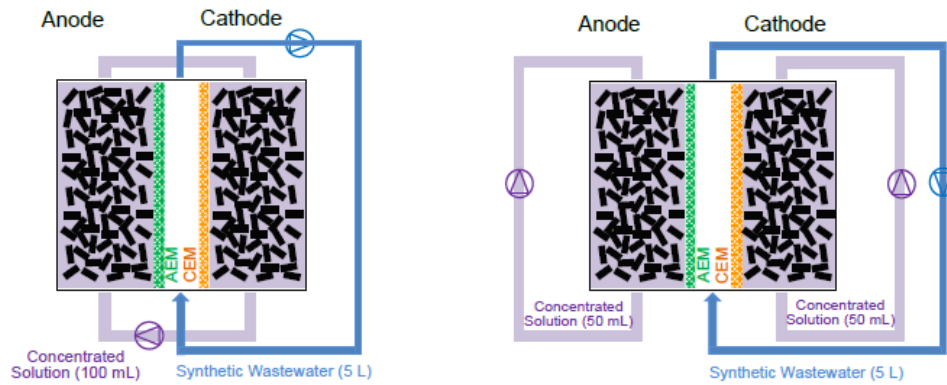 Anode
Cathode
AEM
CEM
Concentrated
Solution (100 mL)
Synthetic Wastewater (5 L)
Anode
Cathode
AEM
CEM
Concentrated
Solution (50 mL)
Concentrated
Solution (50 mL)
Synthetic Wastewater (5 L)